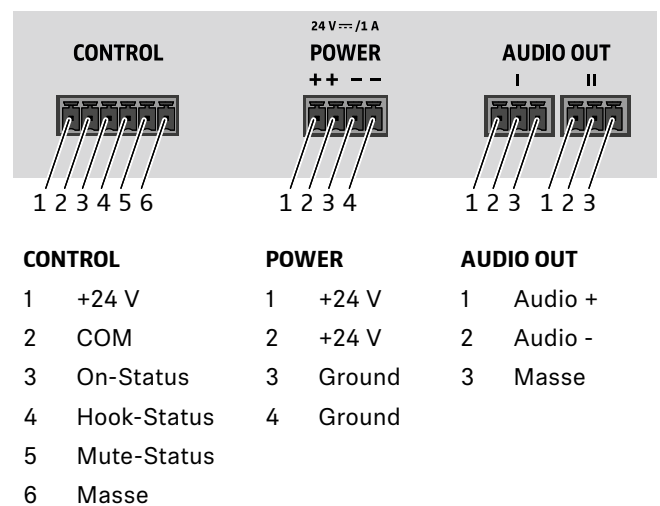 24 V ⎓ /1 A
CONTROL POWER AUDIO OUT
++ -- I II
1 2 3 4 5 6 1 2 3 4 1 2 3 1 2 3
CONTROL POWER AUDIO OUT
1 +24 V 1 +24 V 1 Audio +
2 COM 2 +24 V 2 Audio -
3 On-Status 3 Ground 3 Masse
4 Hook-Status 4 Ground
5 Mute-Status
6 Masse